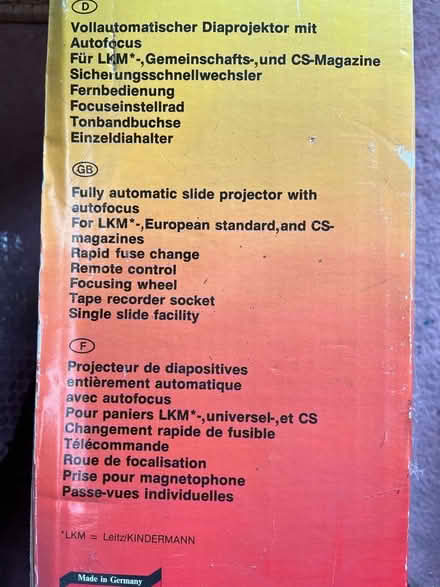 D
Vollautomatischer Diaprojektor mit
Autofocus
Für LKM*-,Gemeinschafts-,und CS-Magazine
Sicherungsschnellwechsler
Fernbedienung
Focuseinstellrad
Tonbandbuchse
Einzeldiahalter
GB
Fully automatic slide projector with
autofocus
For LKM*-,European standard,and CS-
magazines
Rapid fuse change
Remote control
Focusing wheel
Tape recorder socket
Single slide facility
F
Projecteur de diapositives
entièrement automatique
avec autofocus
Pour paniers LKM*-,universel-,et CS
Changement rapide de fusible
Télécommande
Roue de focalisation
Prise pour magnetophone
Passe-vues individuelles
*LKM = Leitz/KINDERMANN
Made in Germany